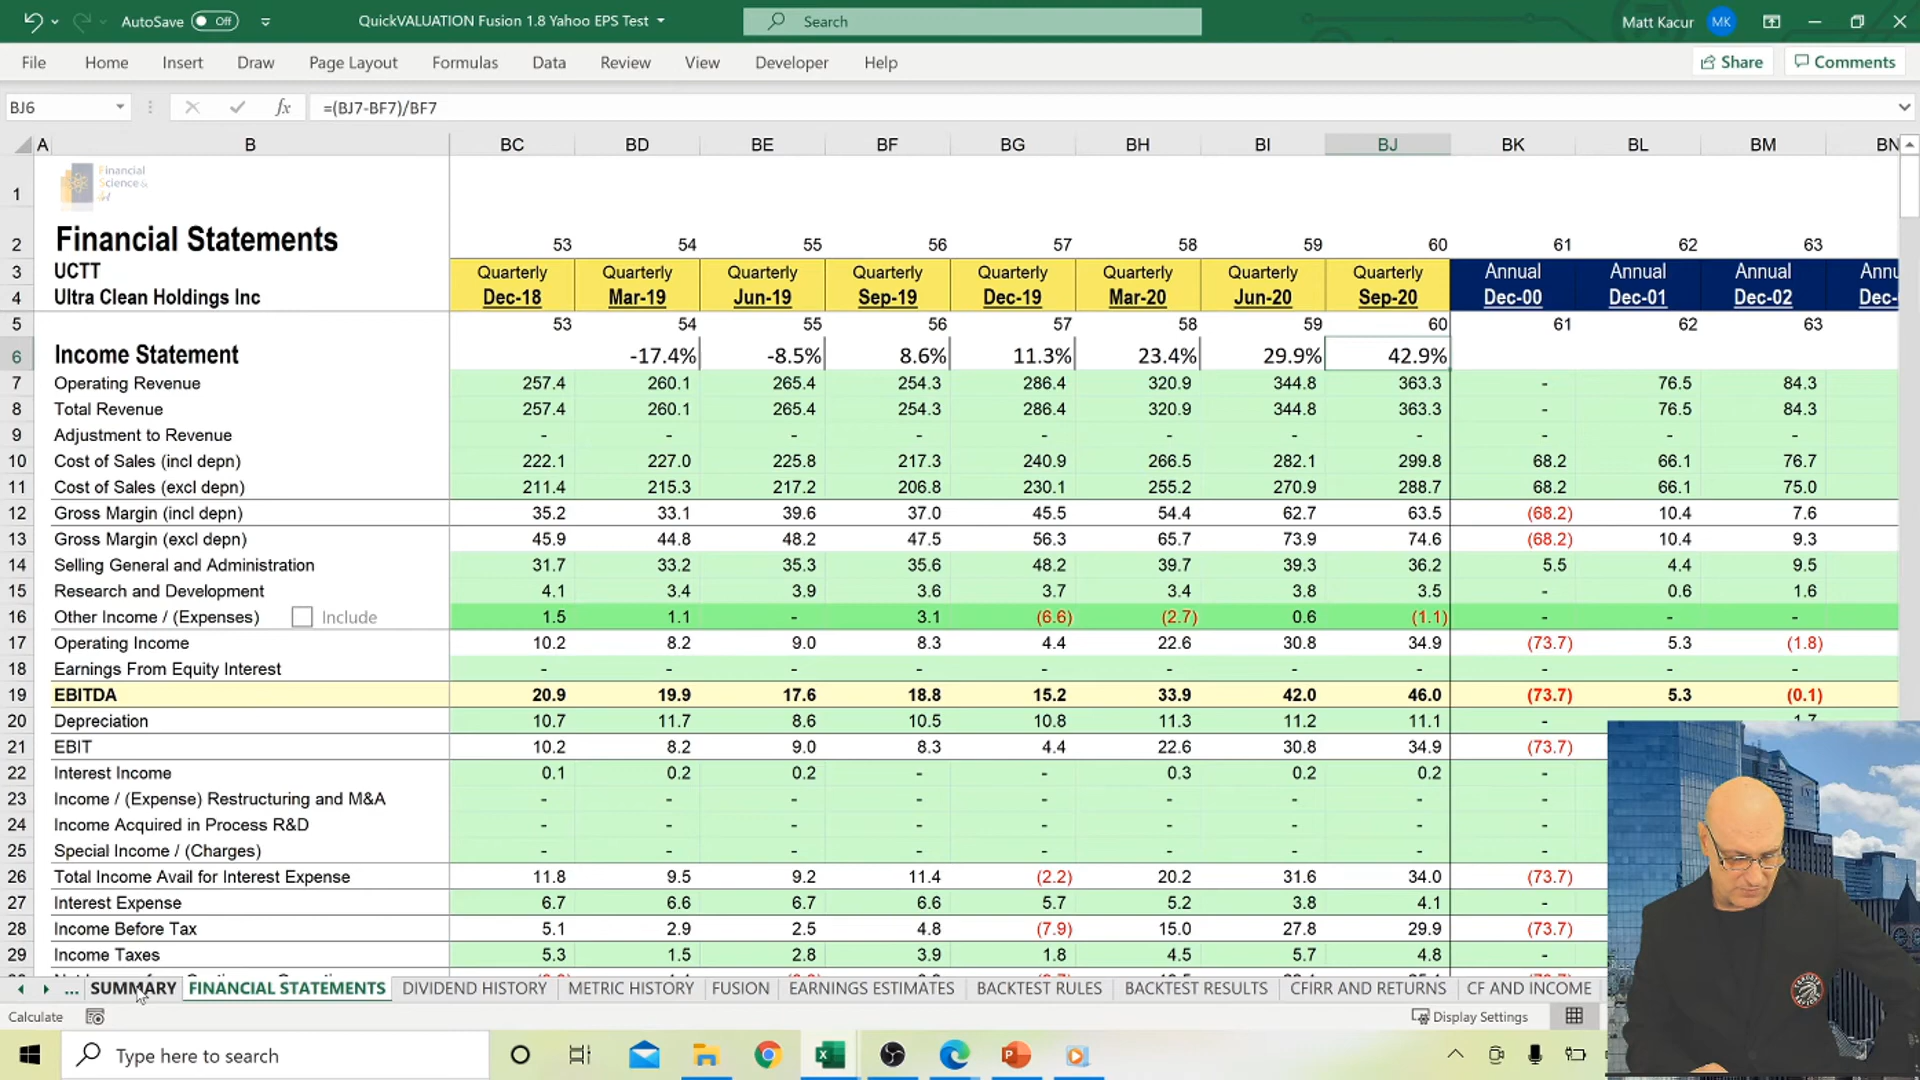 AutoSave Off QuickVALUATION Fusion 1.8 Yahoo EPS Test Search Matt Kacur MK
File Home Insert Draw Page Layout Formulas Data Review View Developer Help Share Comments
BJ6 fx =(BJ7-BF7)/BF7
A B BC BD BE BF BG BH BI BJ BK BL BM BN
1 Financial
Science &
Art
2 Financial Statements 53 54 55 56 57 58 59 60 61 62 63
3 UCTT Quarterly Quarterly Quarterly Quarterly Quarterly Quarterly Quarterly Quarterly Annual Annual Annual Annu
4 Ultra Clean Holdings Inc Dec-18 Mar-19 Jun-19 Sep-19 Dec-19 Mar-20 Jun-20 Sep-20 Dec-00 Dec-01 Dec-02 Dec-
5 53 54 55 56 57 58 59 60 61 62 63
6 Income Statement -17.4% -8.5% 8.6% 11.3% 23.4% 29.9% 42.9%
7 Operating Revenue 257.4 260.1 265.4 254.3 286.4 320.9 344.8 363.3 - 76.5 84.3
8 Total Revenue 257.4 260.1 265.4 254.3 286.4 320.9 344.8 363.3 - 76.5 84.3
9 Adjustment to Revenue - - - - - - - - - - -
10 Cost of Sales (incl depn) 222.1 227.0 225.8 217.3 240.9 266.5 282.1 299.8 68.2 66.1 76.7
11 Cost of Sales (excl depn) 211.4 215.3 217.2 206.8 230.1 255.2 270.9 288.7 68.2 66.1 75.0
12 Gross Margin (incl depn) 35.2 33.1 39.6 37.0 45.5 54.4 62.7 63.5 (68.2) 10.4 7.6
13 Gross Margin (excl depn) 45.9 44.8 48.2 47.5 56.3 65.7 73.9 74.6 (68.2) 10.4 9.3
14 Selling General and Administration 31.7 33.2 35.3 35.6 48.2 39.7 39.3 36.2 5.5 4.4 9.5
15 Research and Development 4.1 3.4 3.9 3.6 3.7 3.4 3.8 3.5 - 0.6 1.6
16 Other Income / (Expenses) Include 1.5 1.1 - 3.1 (6.6) (2.7) 0.6 (1.1) - - -
17 Operating Income 10.2 8.2 9.0 8.3 4.4 22.6 30.8 34.9 (73.7) 5.3 (1.8)
18 Earnings From Equity Interest - - - - - - - - - - -
19 EBITDA 20.9 19.9 17.6 18.8 15.2 33.9 42.0 46.0 (73.7) 5.3 (0.1)
20 Depreciation 10.7 11.7 8.6 10.5 10.8 11.3 11.2 11.1 - - 1.7
21 EBIT 10.2 8.2 9.0 8.3 4.4 22.6 30.8 34.9 (73.7)
22 Interest Income 0.1 0.2 0.2 - - 0.3 0.2 0.2 -
23 Income / (Expense) Restructuring and M&A - - - - - - - - -
24 Income Acquired in Process R&D - - - - - - - - -
25 Special Income / (Charges) - - - - - - - - -
26 Total Income Avail for Interest Expense 11.8 9.5 9.2 11.4 (2.2) 20.2 31.6 34.0 (73.7)
27 Interest Expense 6.7 6.6 6.7 6.6 5.7 5.2 3.8 4.1 -
28 Income Before Tax 5.1 2.9 2.5 4.8 (7.9) 15.0 27.8 29.9 (73.7)
29 Income Taxes 5.3 1.5 2.8 3.9 1.8 4.5 5.7 4.8 -
... SUMMARY FINANCIAL STATEMENTS DIVIDEND HISTORY METRIC HISTORY FUSION EARNINGS ESTIMATES BACKTEST RULES BACKTEST RESULTS CFIRR AND RETURNS CF AND INCOME
Calculate Display Settings
Type here to search